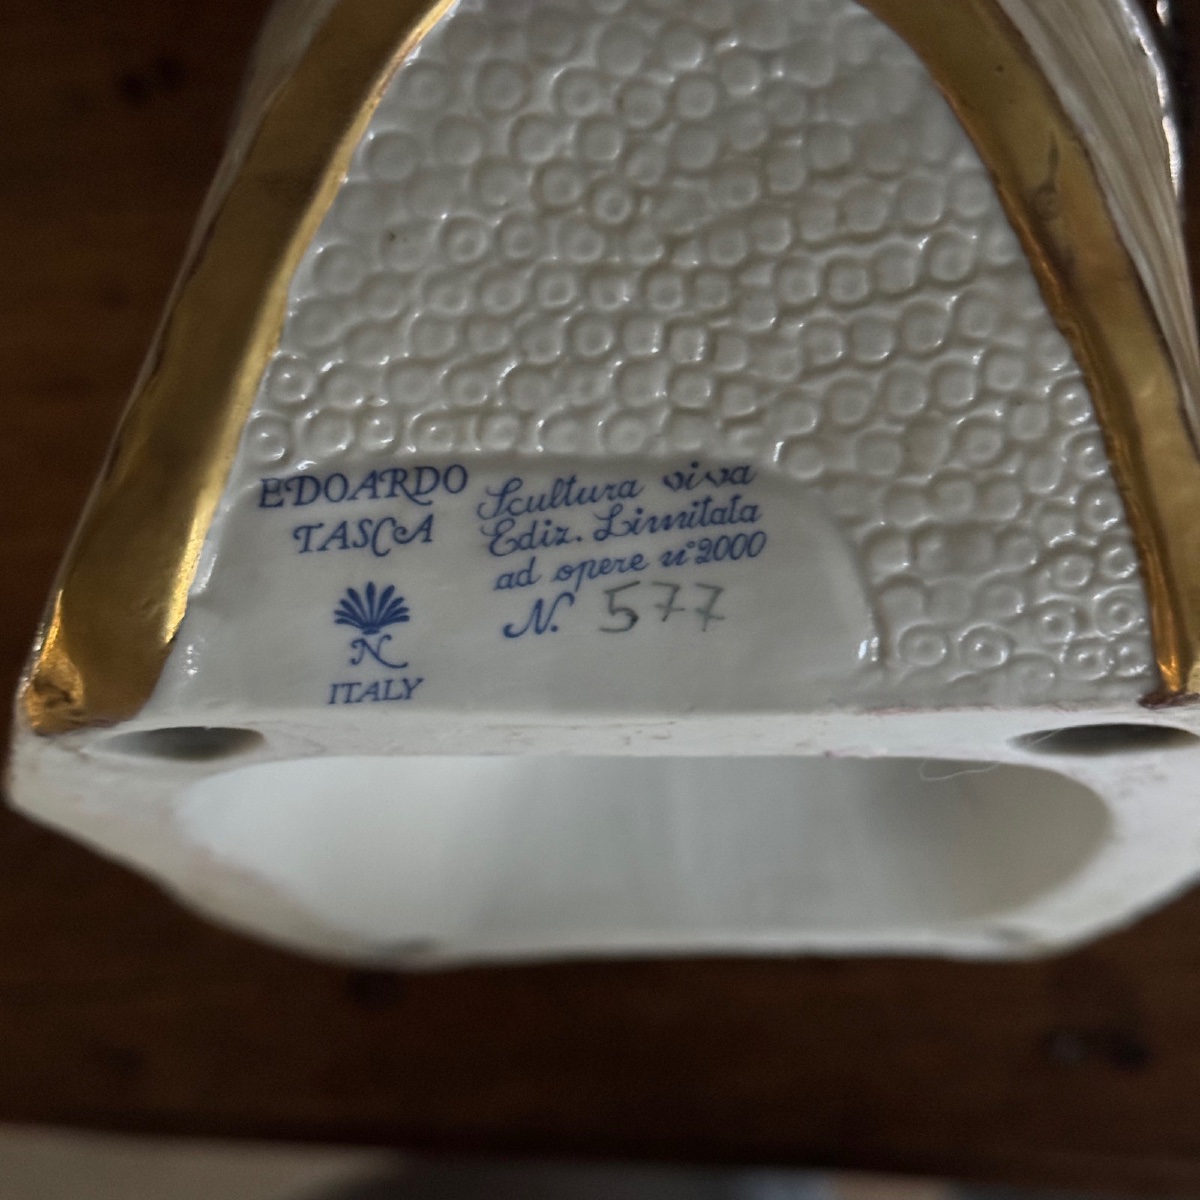 EDOARDO
TASCA
N
ITALY
Scultura viva
Ediz. Limitata
ad opere n° 2000
N. 577